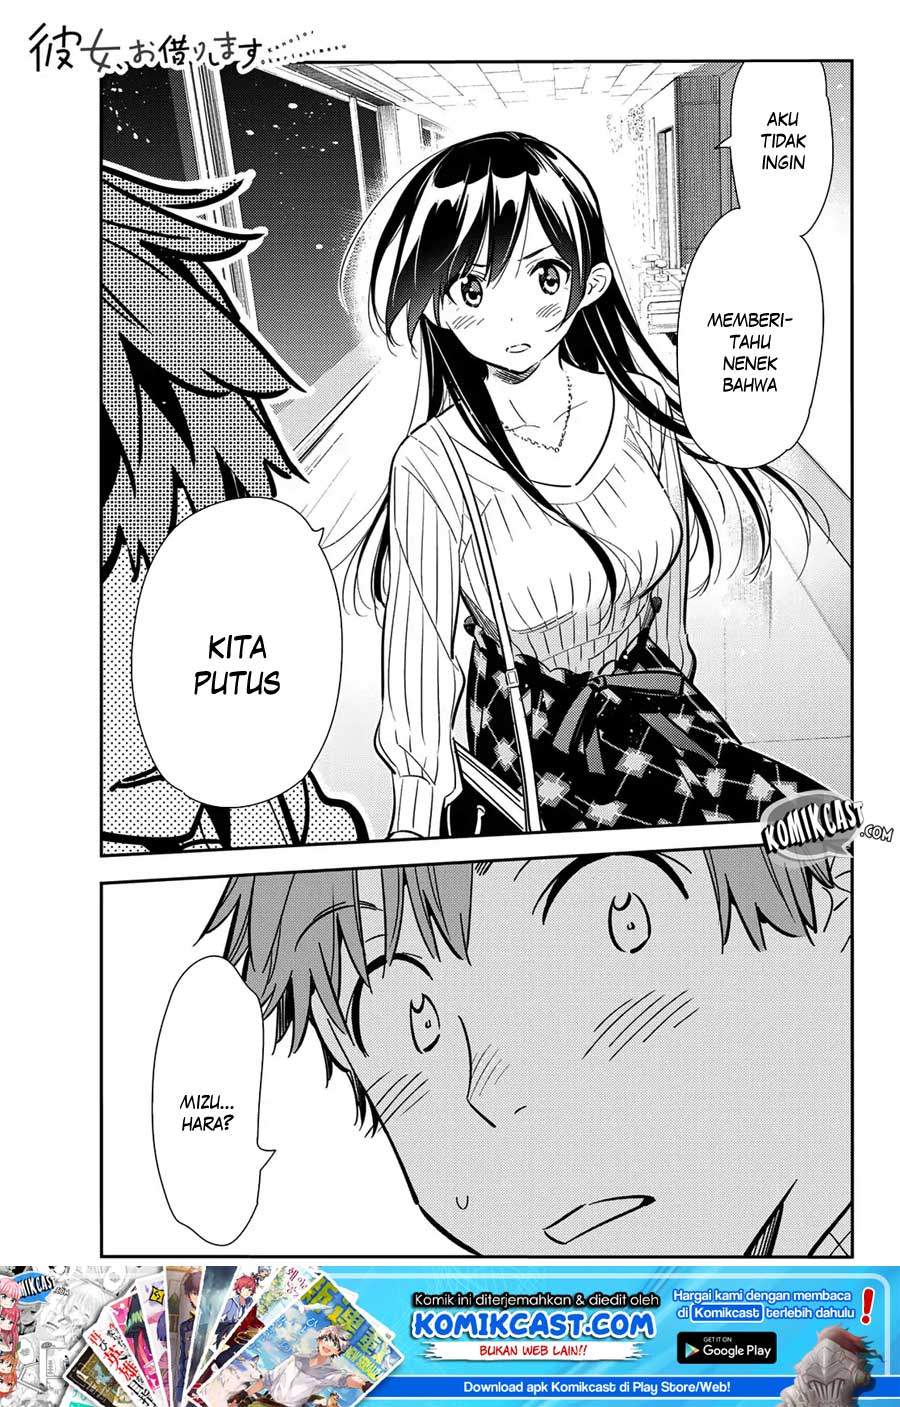 彼女、お借りします
AKU
TIDAK
INGIN
MEMBERI-
TAHU
NENEK
BAHWA
KITA
PUTUS
KOMIKCAST.COM
MIZU...
HARA?
KOMIKCAST.COM
Komik ini diterjemahkan & diedit oleh
KOMIKCAST.COM
BUKAN WEB LAIN!!
Hargai kami dengan membaca
di Komikcast terlebih dahulu !
GET IT ON
Google Play
Download apk Komikcast di Play Store/Web!